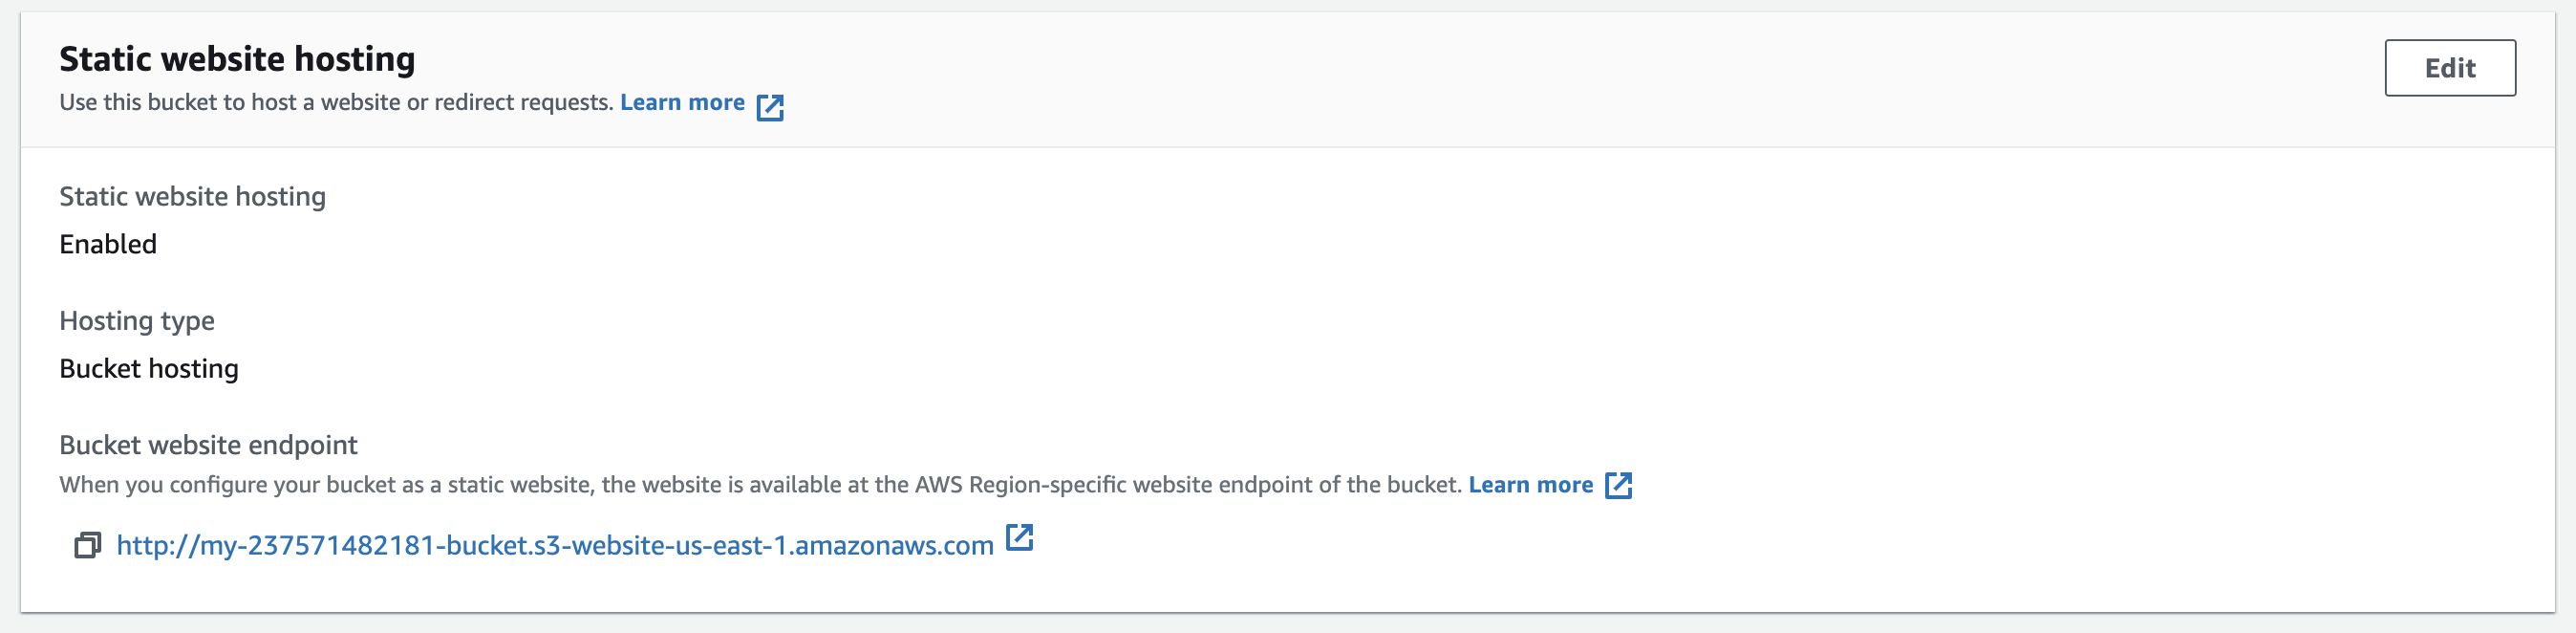 Static website hosting
Edit
Use this bucket to host a website or redirect requests. Learn more
Static website hosting
Enabled
Hosting type
Bucket hosting
Bucket website endpoint
When you configure your bucket as a static website, the website is available at the AWS Region-specific website endpoint of the bucket. Learn more
http://my-237571482181-bucket.s3-website-us-east-1.amazonaws.com